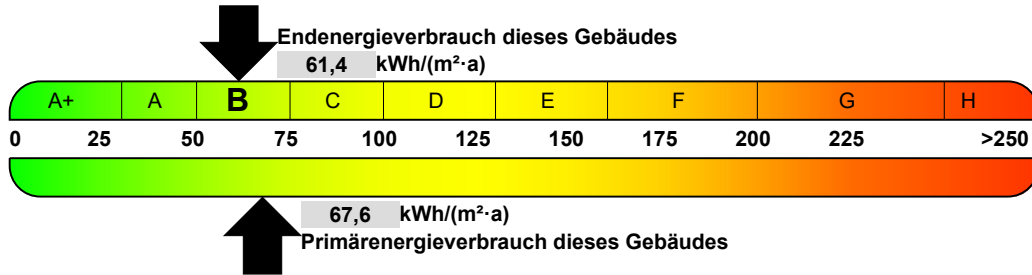 Endenergieverbrauch dieses Gebäudes
61,4 kWh/(m²·a)
A+ A B C D E F G H
0 25 50 75 100 125 150 175 200 225 >250
67,6 kWh/(m²·a)
Primärenergieverbrauch dieses Gebäudes